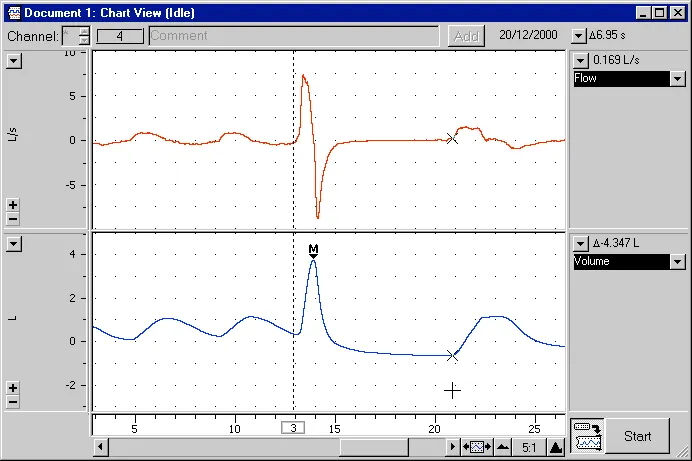 Document 1: Chart View (Idle)
Channel: * 4 Comment Add 20/12/2000 Δ6.95 s
10
5
0
-5
L/s
+
−
0.169 L/s
Flow
4
2
0
-2
L
+
−
M
Δ-4.347 L
Volume
5 10 3 15 20 25
5:1
Start